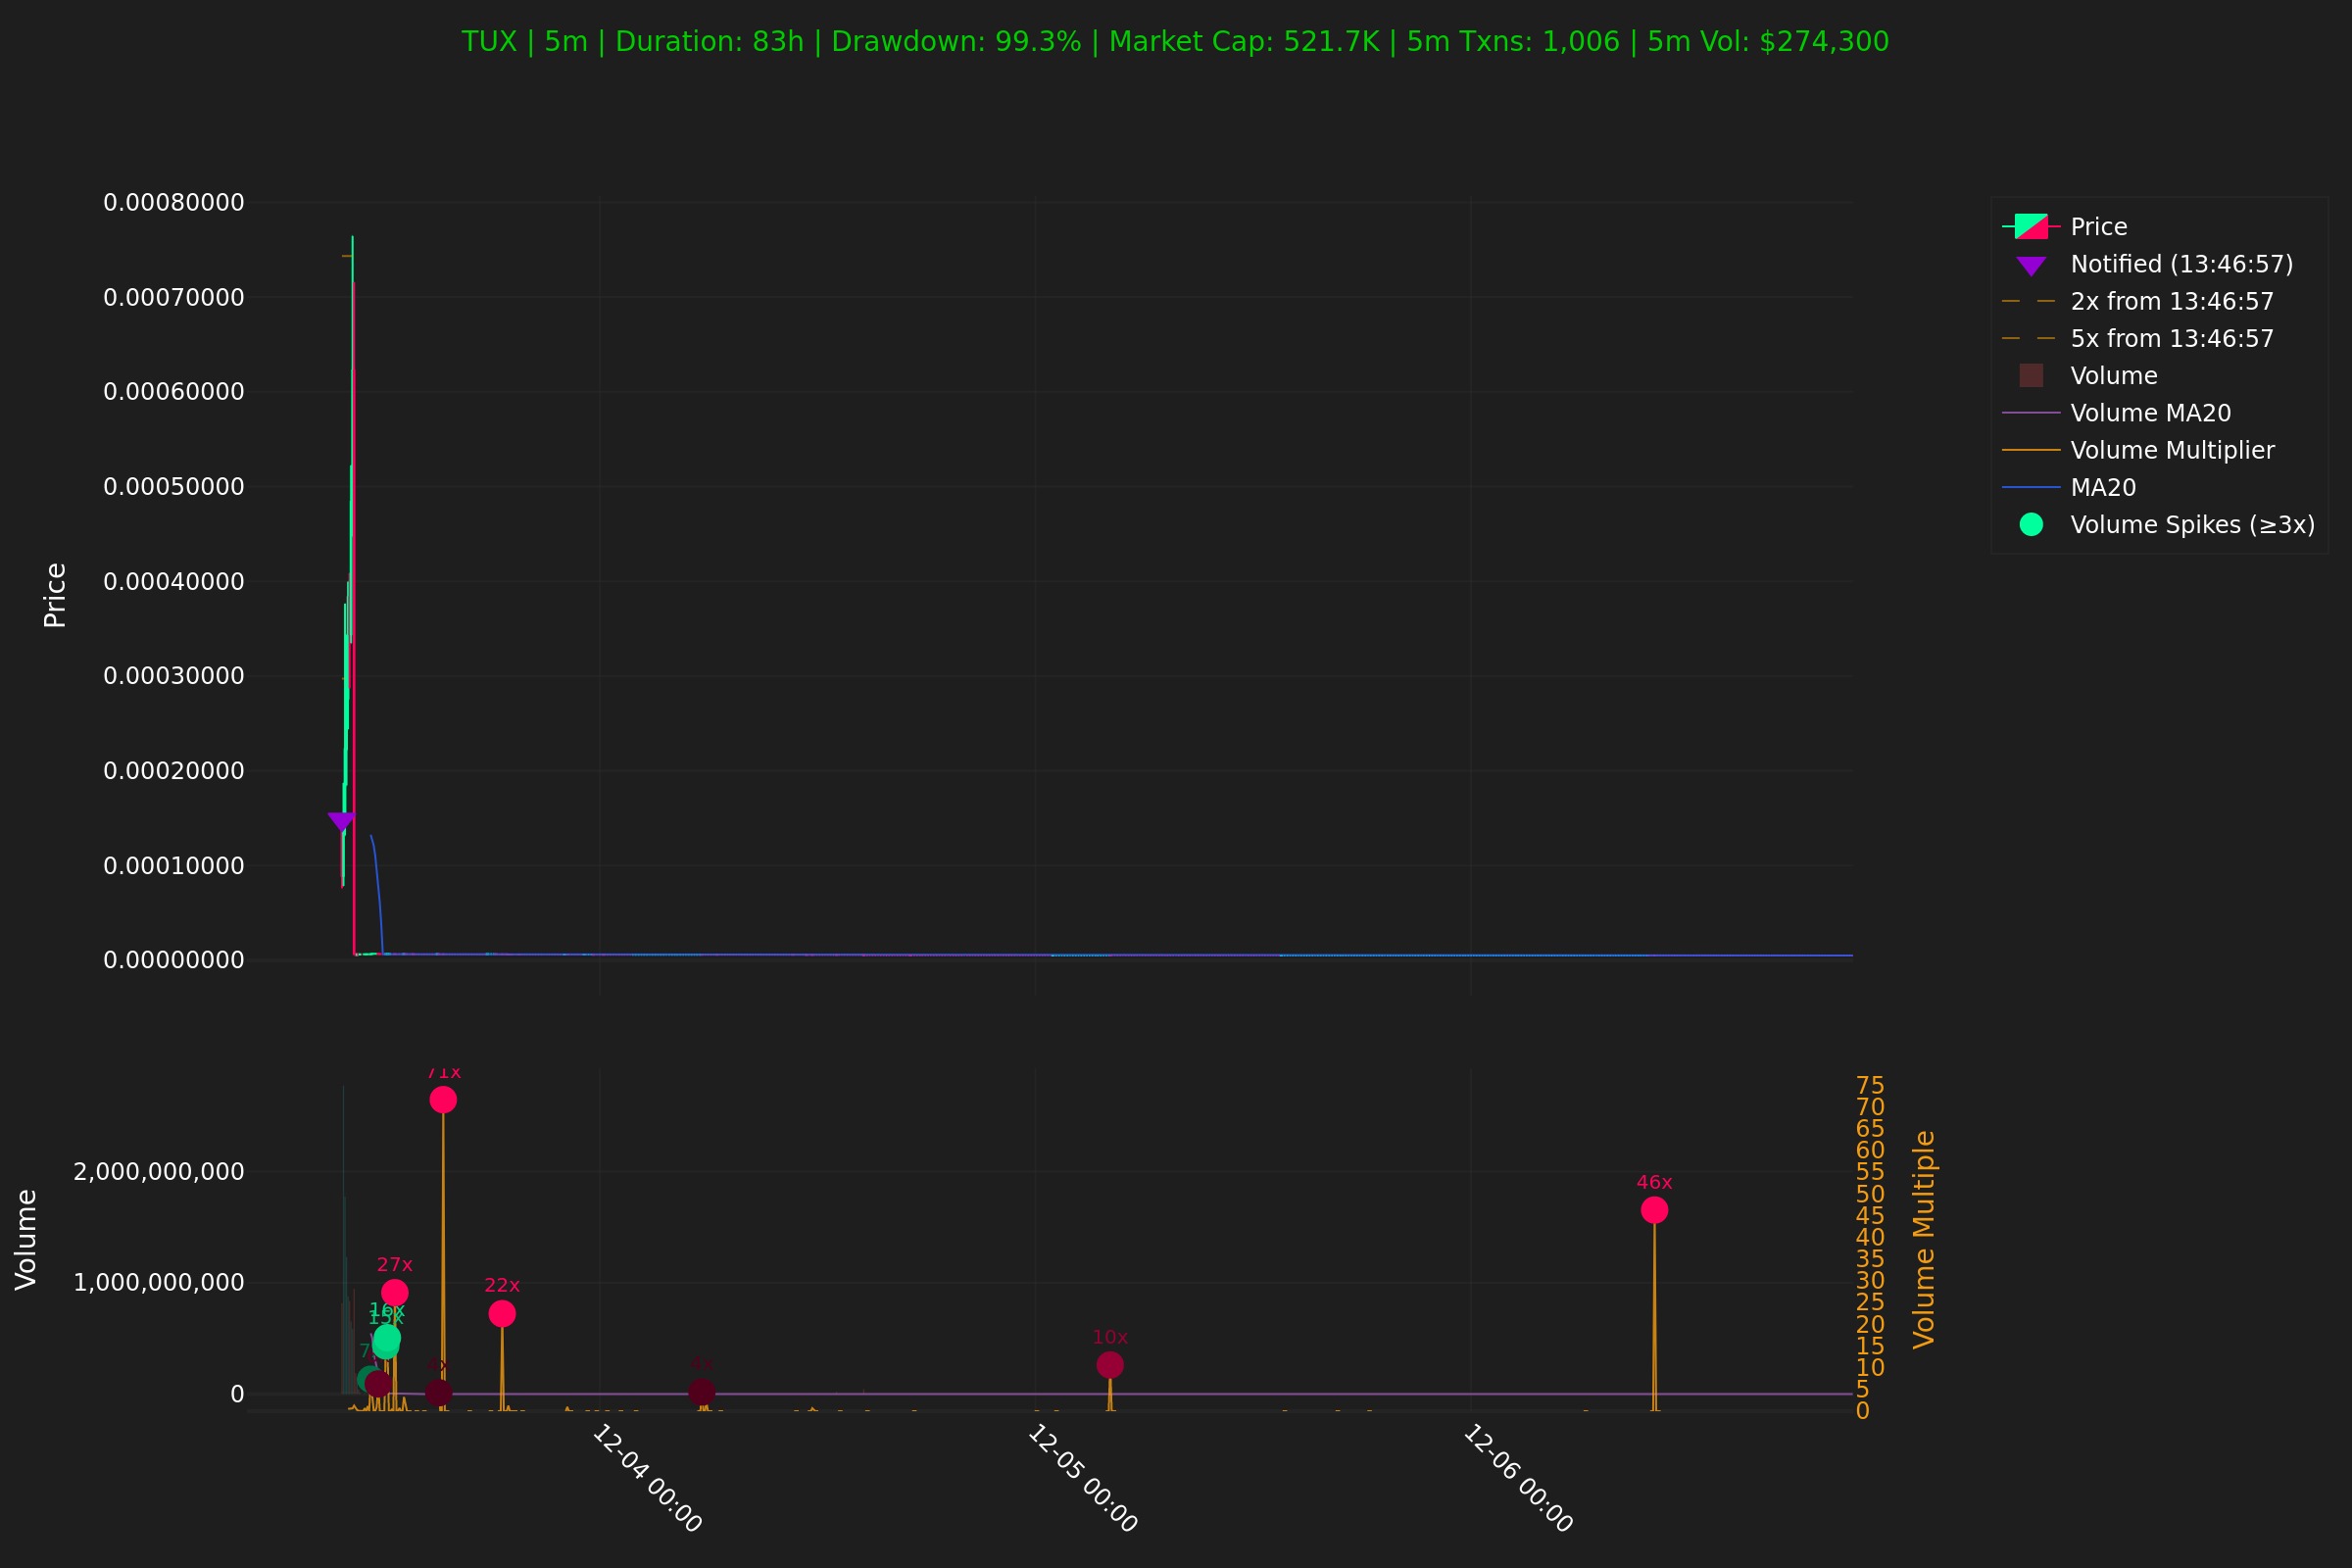 TUX | 5m | Duration: 83h | Drawdown: 99.3% | Market Cap: 521.7K | 5m Txns: 1,006 | 5m Vol: $274,300
Price
0.00080000
0.00070000
0.00060000
0.00050000
0.00040000
0.00030000
0.00020000
0.00010000
0.00000000
Price
Notified (13:46:57)
2x from 13:46:57
5x from 13:46:57
Volume
Volume MA20
Volume Multiplier
MA20
Volume Spikes (≥3x)
Volume
2,000,000,000
1,000,000,000
0
71x
27x
16x
15x
22x
10x
46x
75
70
65
60
55
50
45
40
35
30
25
20
15
10
5
0
Volume Multiple
12-04 00:00
12-05 00:00
12-06 00:00